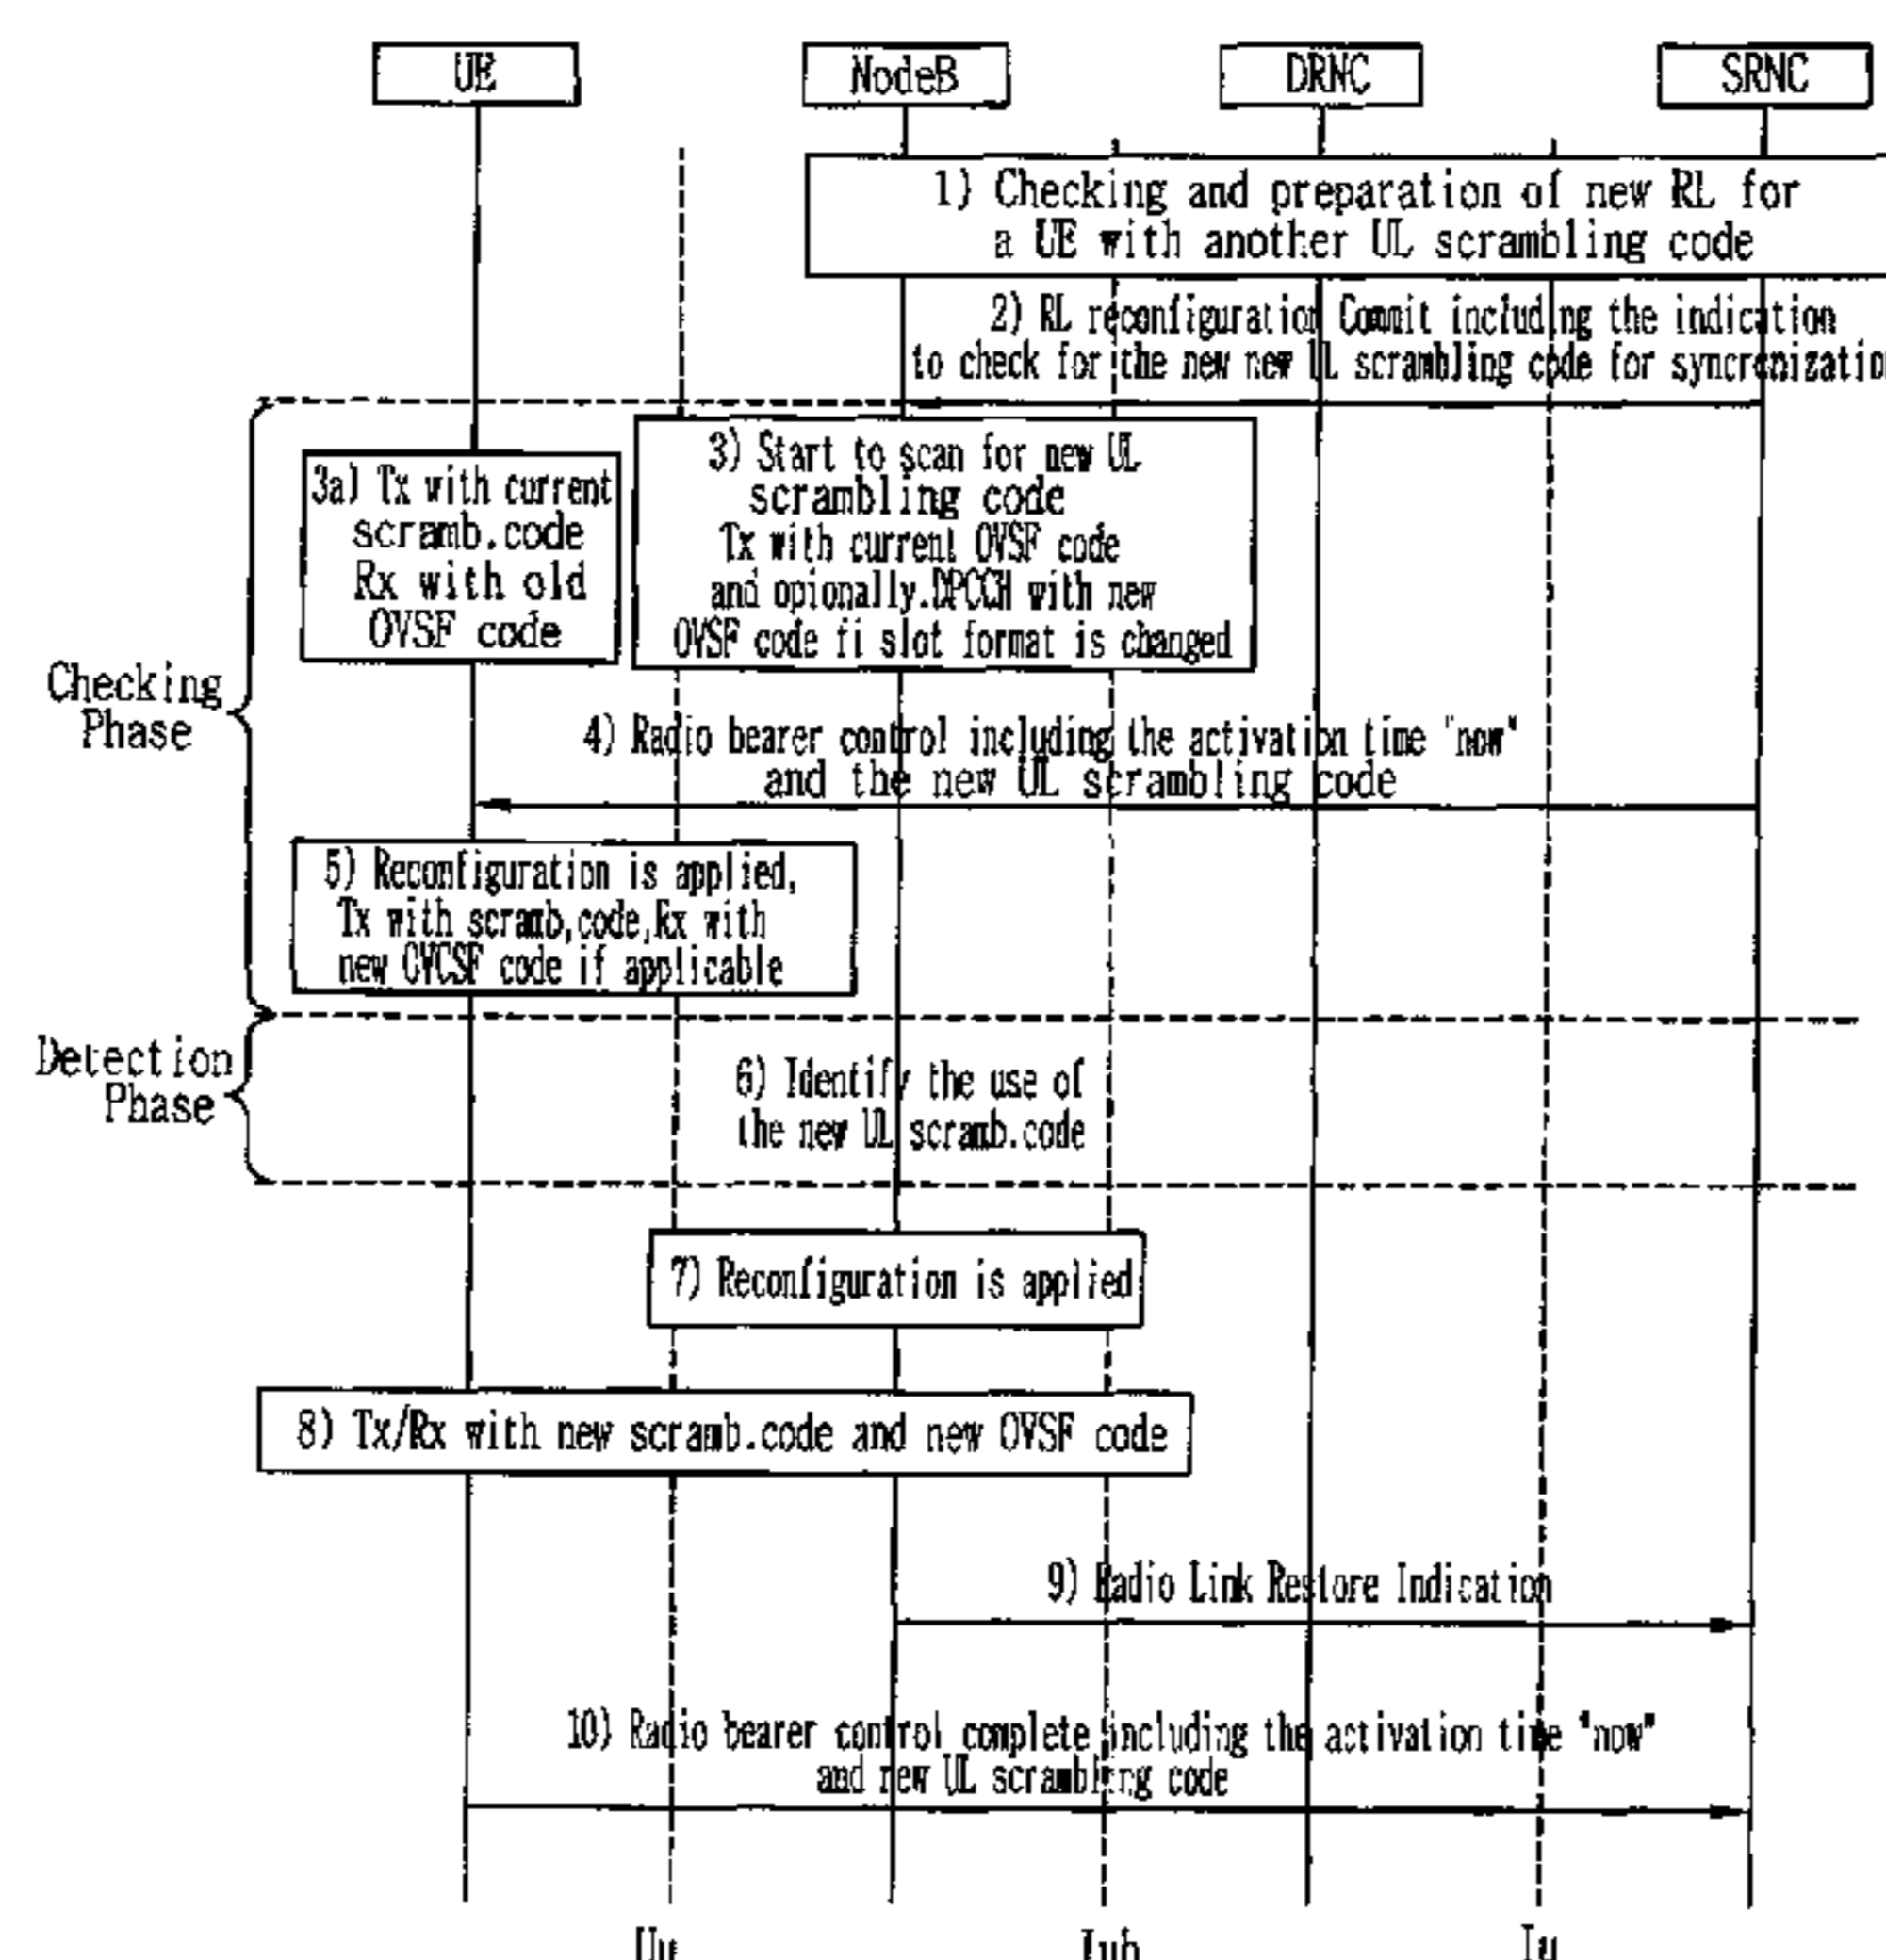 UE
NodeB
DRNC
SRNC
1) Checking and preparation of new RL for
a UE with another UL scrambling code
2) RL reconfiguration Commit including the indication
to check for the new new UL scrambling code for syncronizatio
3) Start to scan for new UL
scrambling code
Tx with current OVSF code
and opionally.DPCCH with new
OVSF code fi slot format is changed
3a) Tx with current
scramb.code
Rx with old
OVSF code
Checking
Phase
4) Radio bearer control including the activation time "now"
and the new UL scrambling code
5) Reconfiguration is applied,
Tx with scramb,code,Rx with
new OVCSF code if applicable
Detection
Phase
6) Identify the use of
the new UL scramb.code
7) Reconfiguration is applied
8) Tx/Rx with new scramb.code and new OVSF code
9) Radio Link Restore Indication
10) Radio bearer control complete including the activation time "now"
and new UL scrambling code
Uu
Iub